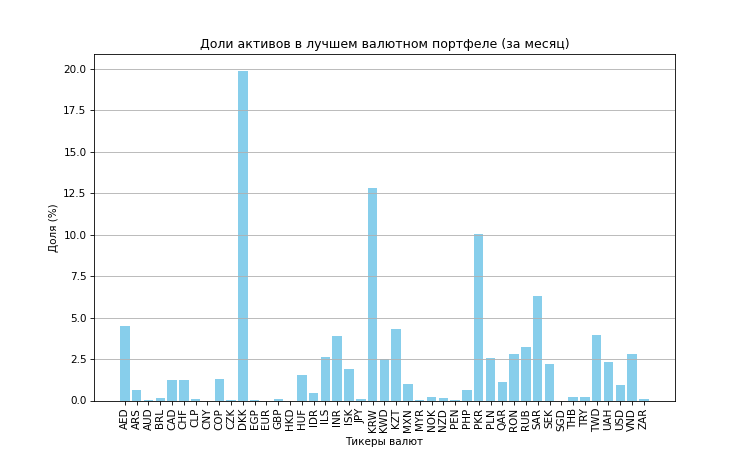 Доли активов в лучшем валютном портфеле (за месяц)
Доля (%)
20.0
17.5
15.0
12.5
10.0
7.5
5.0
2.5
0.0
AED
ARS
AUD
BRL
CAD
CHF
CLP
CNY
COP
CZK
DKK
EGP
EUR
GBP
HKD
HUF
IDR
ILS
INR
ISK
JPY
KRW
KWD
KZT
MXN
MYR
NOK
NZD
PEN
PHP
PKR
PLN
QAR
RON
RUB
SAR
SEK
SGD
THB
TRY
TWD
UAH
USD
VND
ZAR
Тикеры валют